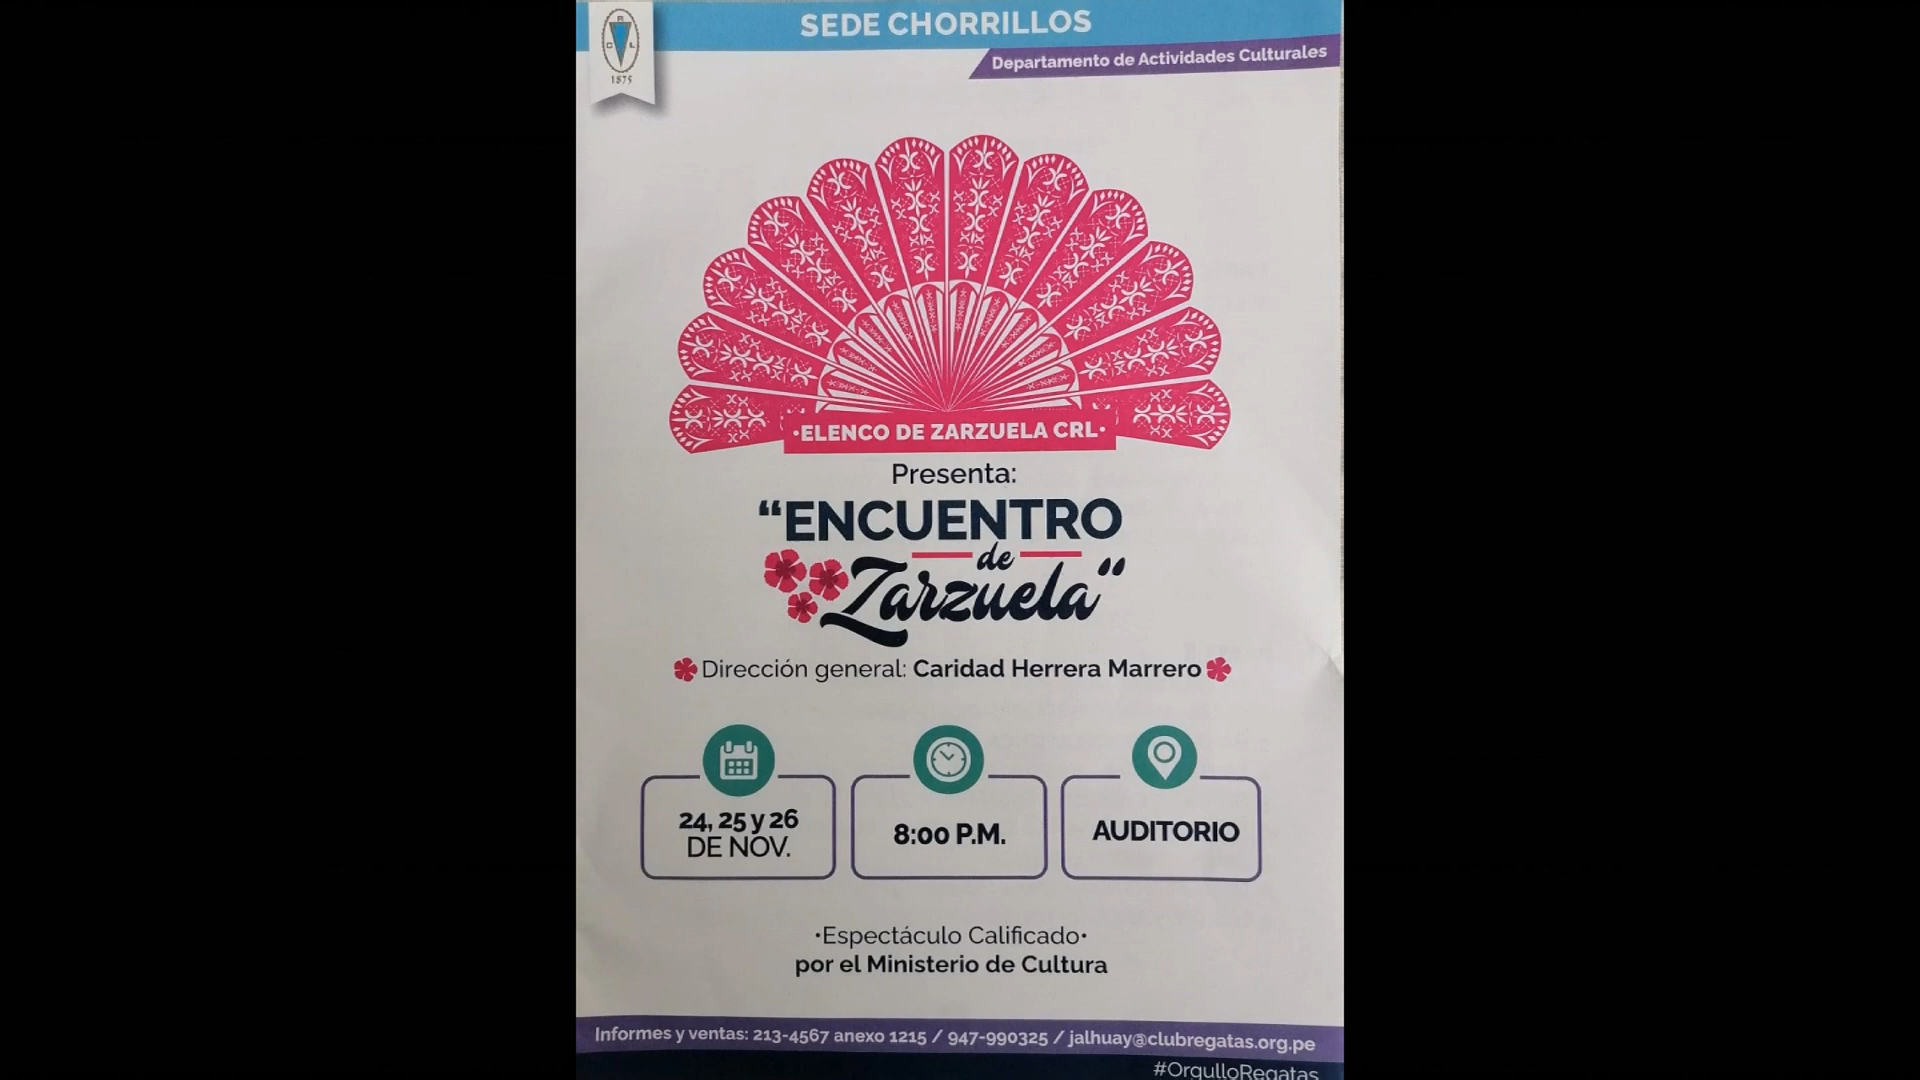 SEDE CHORRILLOS
Departamento de Actividades Culturales
R
C L
1875
•ELENCO DE ZARZUELA CRL•
Presenta:
“ENCUENTRO
de
Zarzuela“
Dirección general: Caridad Herrera Marrero
24, 25 y 26
DE NOV.
8:00 P.M.
AUDITORIO
•Espectáculo Calificado•
por el Ministerio de Cultura
Informes y ventas: 213-4567 anexo 1215 / 947-990325 / jalhuay@clubregatas.org.pe
#OrgulloRegatas